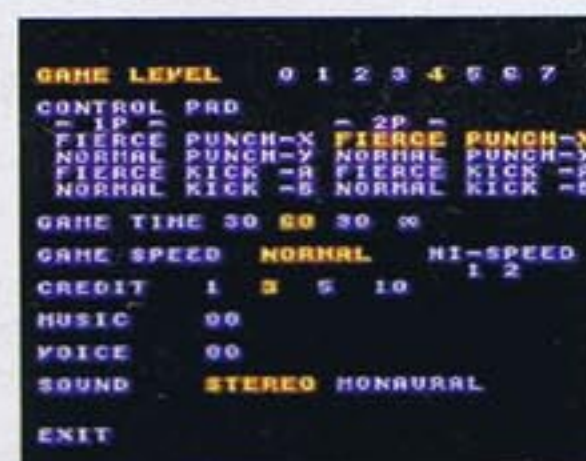 GAME LEVEL 0 1 2 3 4 5 6 7
CONTROL PAD
- 1P - - 2P -
FIERCE PUNCH-X FIERCE PUNCH-X
NORMAL PUNCH-Y NORMAL PUNCH-Y
FIERCE KICK -A FIERCE KICK
NORMAL KICK -B NORMAL KICK
GAME TIME 30 60 90 ∞
GAME SPEED NORMAL HI-SPEED
1 2
CREDIT 1 3 5 10
MUSIC 00
VOICE 00
SOUND STEREO MONAURAL
EXIT